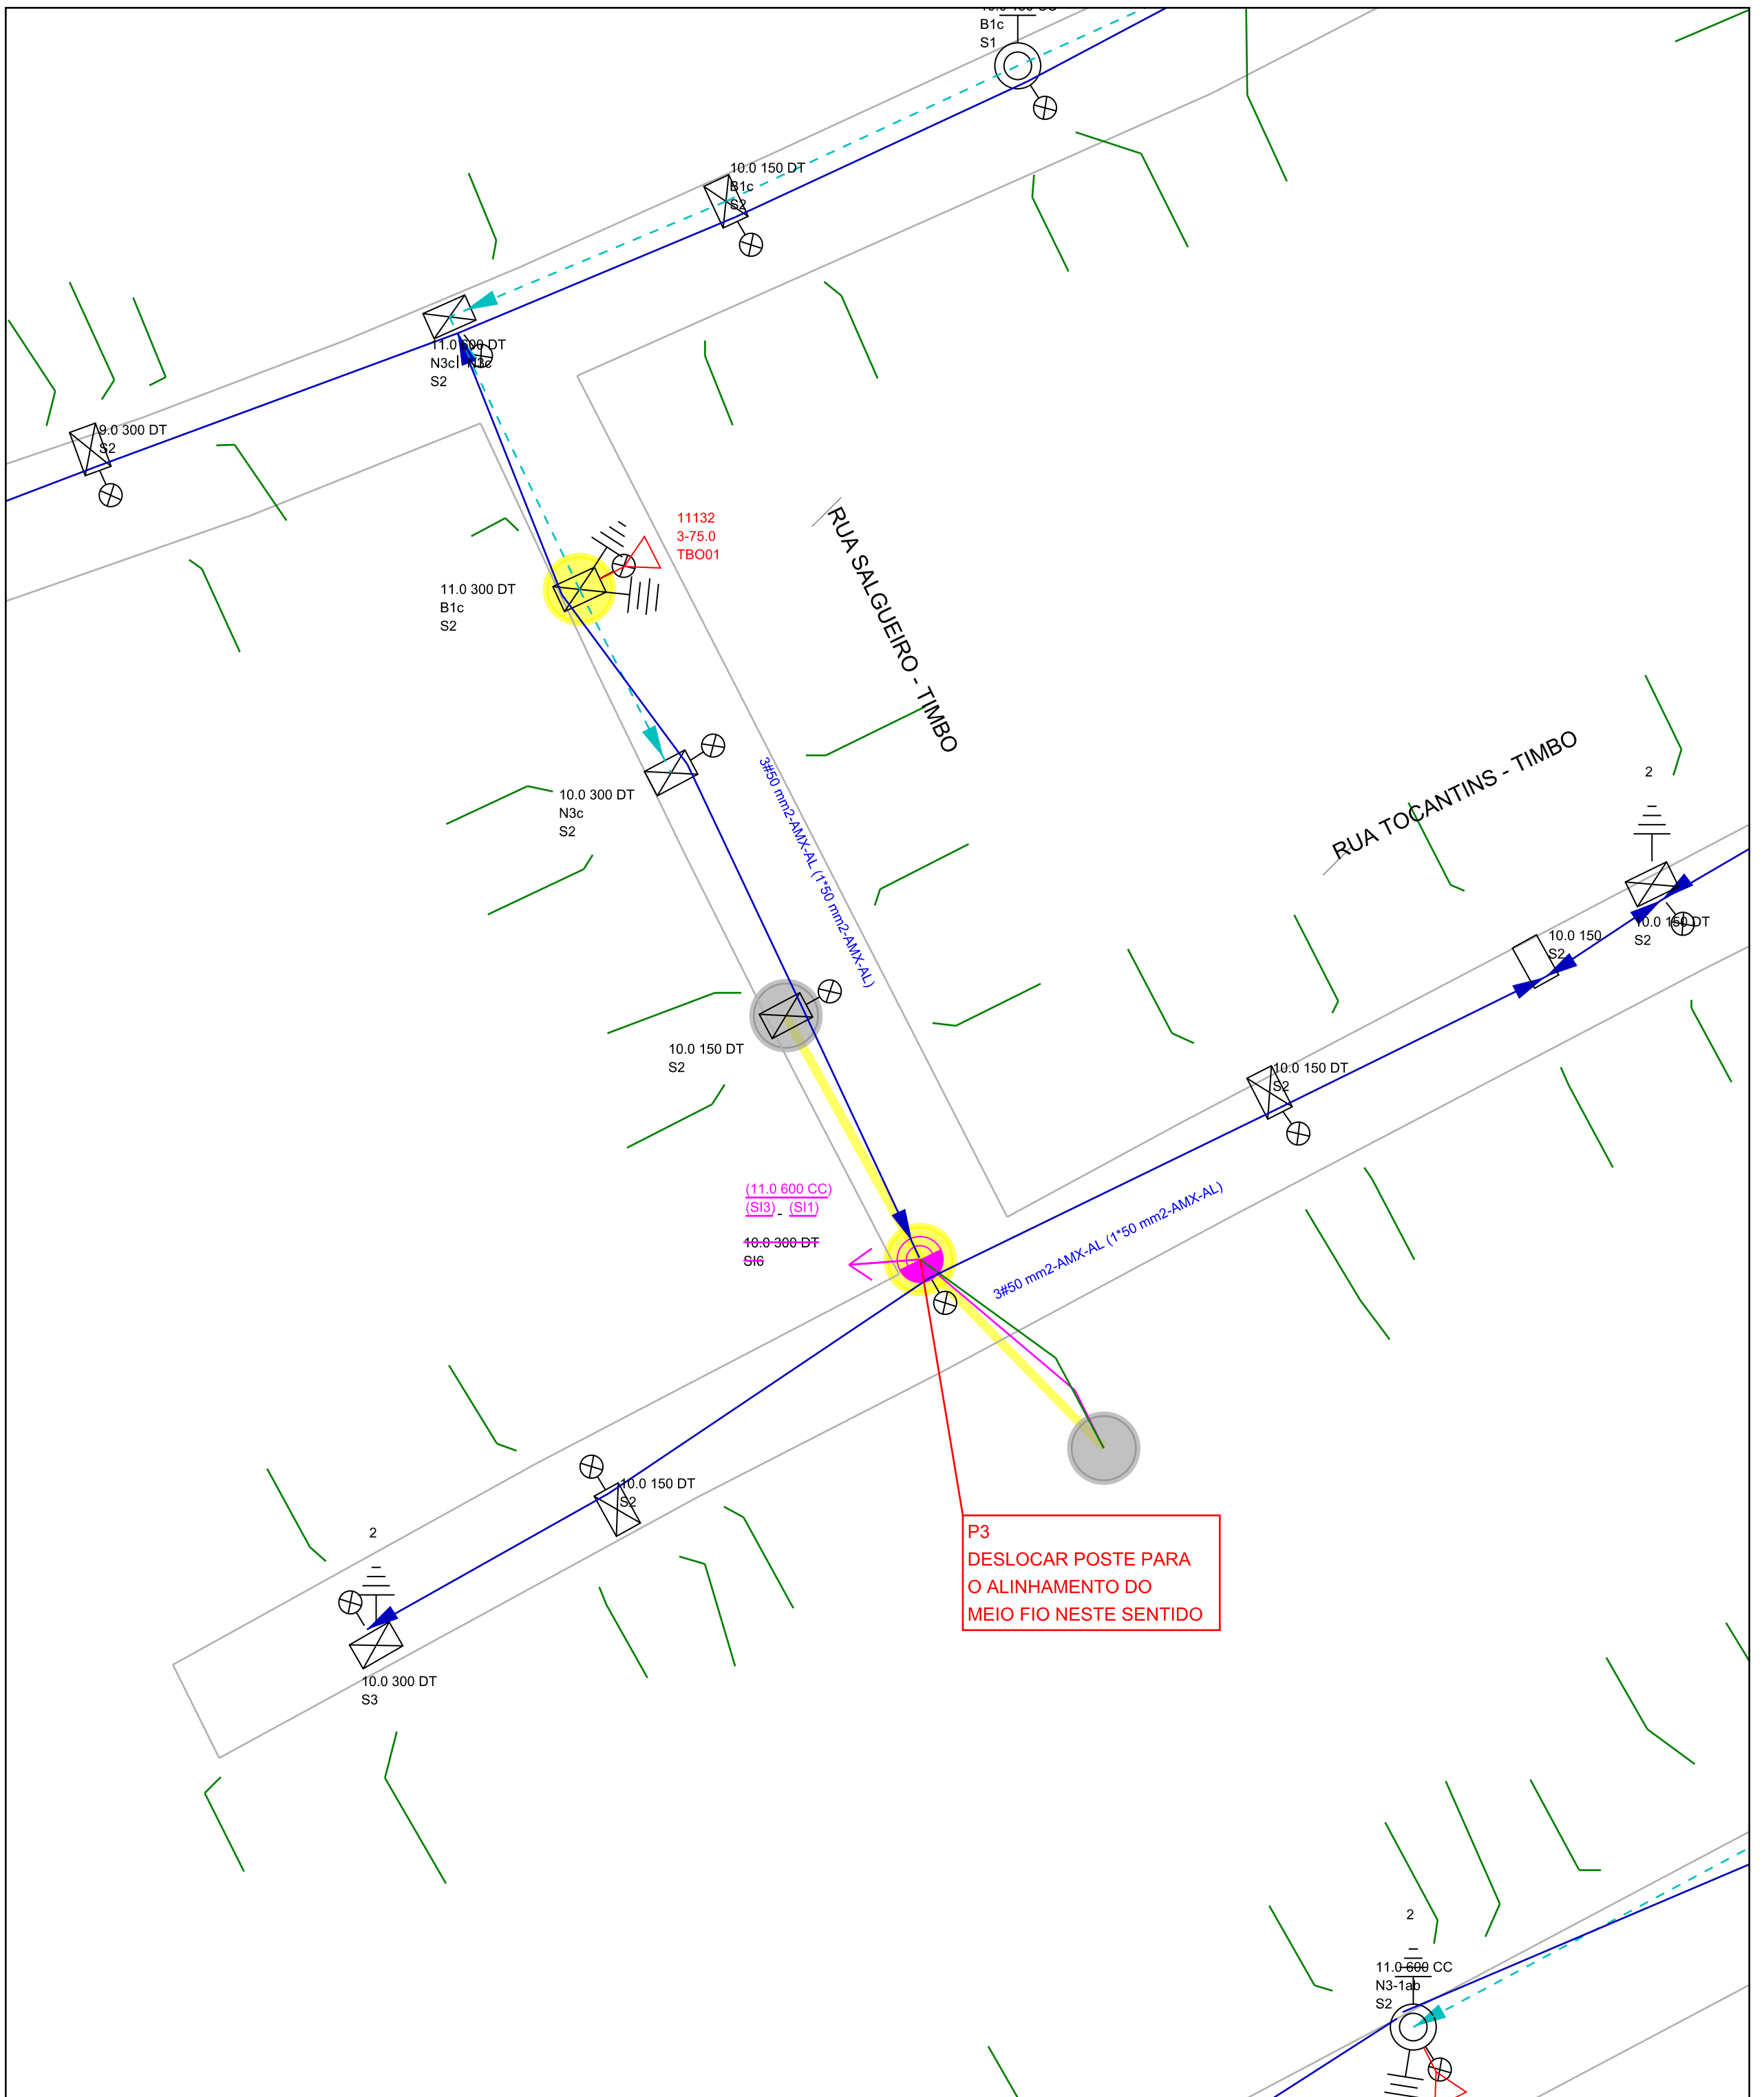 B1c
S1
10.0 150 DT
B1c
S2
11.0 600 DT
N3c N3c
S2
9.0 300 DT
S2
11132
3-75.0
TBO01
11.0 300 DT
B1c
S2
RUA SALGUEIRO - TIMBO
10.0 300 DT
N3c
S2
3#50 mm2-AMX-AL (1*50 mm2-AMX-AL)
RUA TOCANTINS - TIMBO
2
10.0 150 DT
S2
10.0 150
S2
10.0 150 DT
S2
10.0 150 DT
S2
(11.0 600 CC)
(SI3) - (SI1)
10.0 300 DT
SI6
3#50 mm2-AMX-AL (1*50 mm2-AMX-AL)
10.0 150 DT
S2
2
10.0 300 DT
S3
P3
DESLOCAR POSTE PARA
O ALINHAMENTO DO
MEIO FIO NESTE SENTIDO
2
11.0 600 CC
N3-1ab
S2